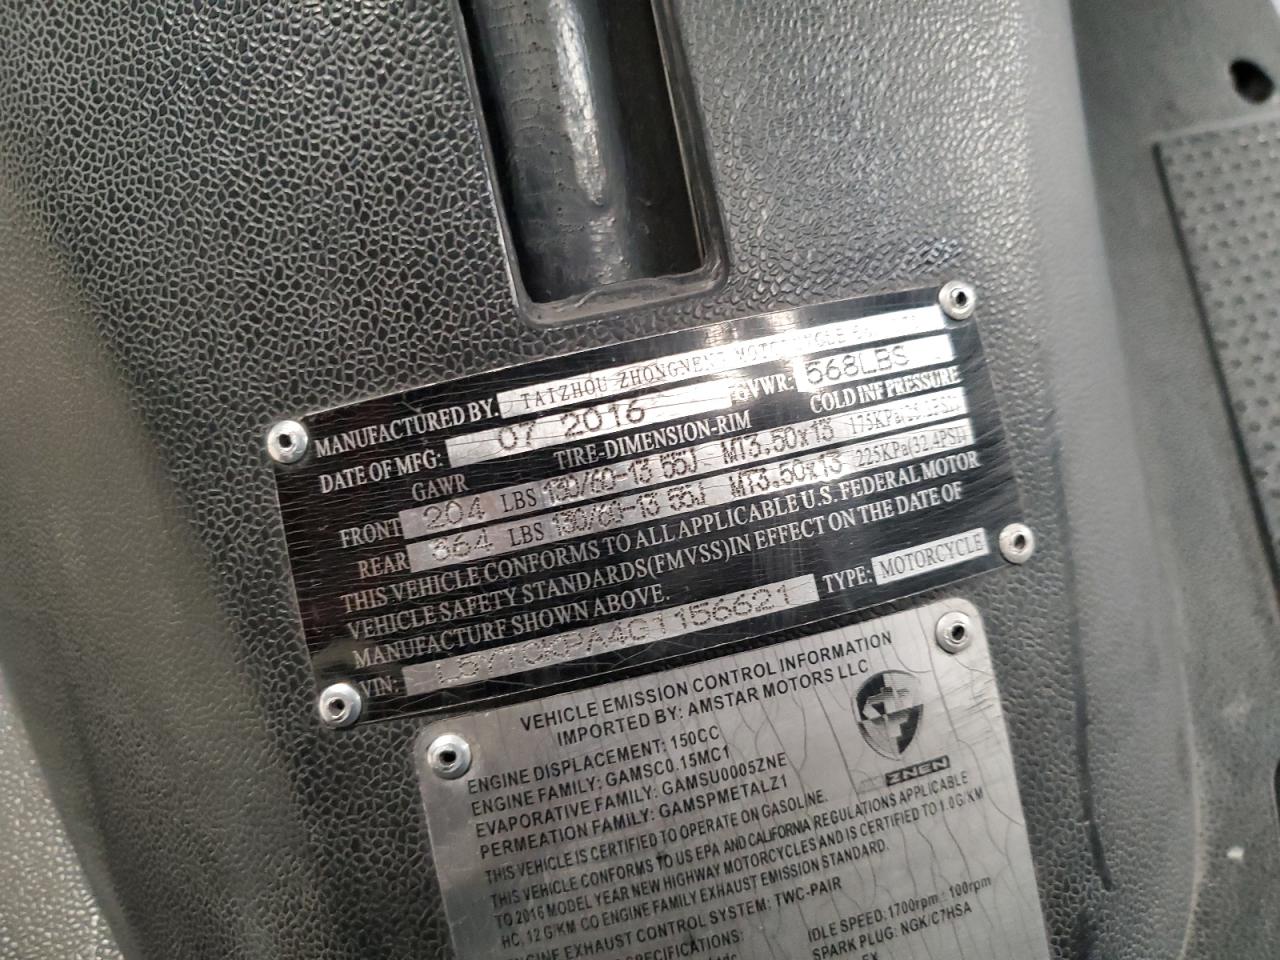 MANUFACTURED BY. TAIZHOU ZHONGNENG MOTORCYCLE
DATE OF MFG: 07 2016 GVWR: 568LBS
GAWR TIRE-DIMENSION-RIM COLD INF PRESSURE
FRONT 204 LBS 130/60-13 55J MT3.50x13 175KPa(25.4PSI)
REAR 364 LBS 130/60-13 55J MT3.50x13 225KPa(32.4PSI)
THIS VEHICLE CONFORMS TO ALL APPLICABLE U.S. FEDERAL MOTOR
VEHICLE SAFETY STANDARDS(FMVSS)IN EFFECT ON THE DATE OF
MANUFACTURF SHOWN ABOVE.
VIN: TYPE: MOTORCYCLE
VEHICLE EMISSION CONTROL INFORMATION
IMPORTED BY: AMSTAR MOTORS LLC
ENGINE DISPLACEMENT: 150CC
ENGINE FAMILY: GAMSC0.15MC1
EVAPORATIVE FAMILY: GAMSU0005ZNE
PERMEATION FAMILY: GAMSPMETALZ1
ZNEN
THIS VEHICLE IS CERTIFIED TO OPERATE ON GASOLINE.
THIS VEHICLE CONFORMS TO US EPA AND CALIFORNIA REGULATIONS APPLICABLE
TO 2016 MODEL YEAR NEW HIGHWAY MOTORCYCLES AND IS CERTIFIED TO 1.0 G/KM
HC, 12 G/KM CO ENGINE FAMILY EXHAUST EMISSION STANDARD.
ENGINE EXHAUST CONTROL SYSTEM: TWC-PAIR
SPECIFICATIONS: IDLE SPEED: 1700rpm ± 100rpm
SPARK PLUG: NGK/C7HSA